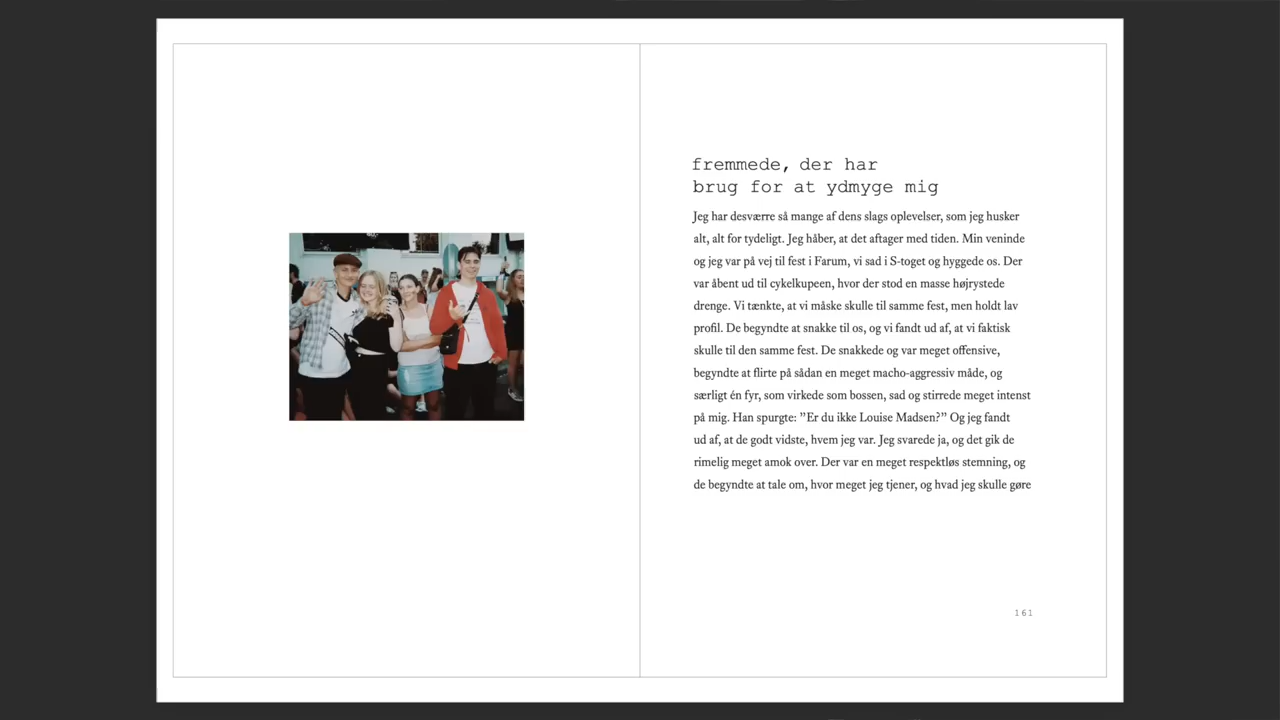 fremmede, der har
brug for at ydmyge mig
Jeg har desværre så mange af dens slags oplevelser, som jeg husker
alt, alt for tydeligt. Jeg håber, at det aftager med tiden. Min veninde
og jeg var på vej til fest i Farum, vi sad i S-toget og hyggede os. Der
var åbent ud til cykelkupeen, hvor der stod en masse højrystede
drenge. Vi tænkte, at vi måske skulle til samme fest, men holdt lav
profil. De begyndte at snakke til os, og vi fandt ud af, at vi faktisk
skulle til den samme fest. De snakkede og var meget offensive,
begyndte at flirte på sådan en meget macho-aggressiv måde, og
særligt én fyr, som virkede som bossen, sad og stirrede meget intenst
på mig. Han spurgte: ”Er du ikke Louise Madsen?” Og jeg fandt
ud af, at de godt vidste, hvem jeg var. Jeg svarede ja, og det gik de
rimelig meget amok over. Der var en meget respektløs stemning, og
de begyndte at tale om, hvor meget jeg tjener, og hvad jeg skulle gøre
161